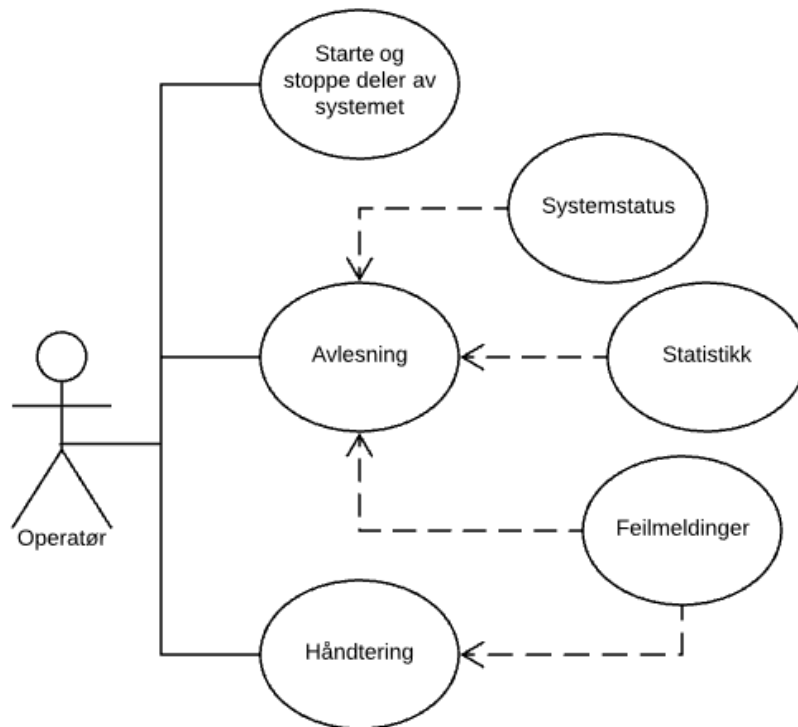 Starte og
stoppe deler av
systemet
Systemstatus
Avlesning
Statistikk
Feilmeldinger
Operatør
Håndtering